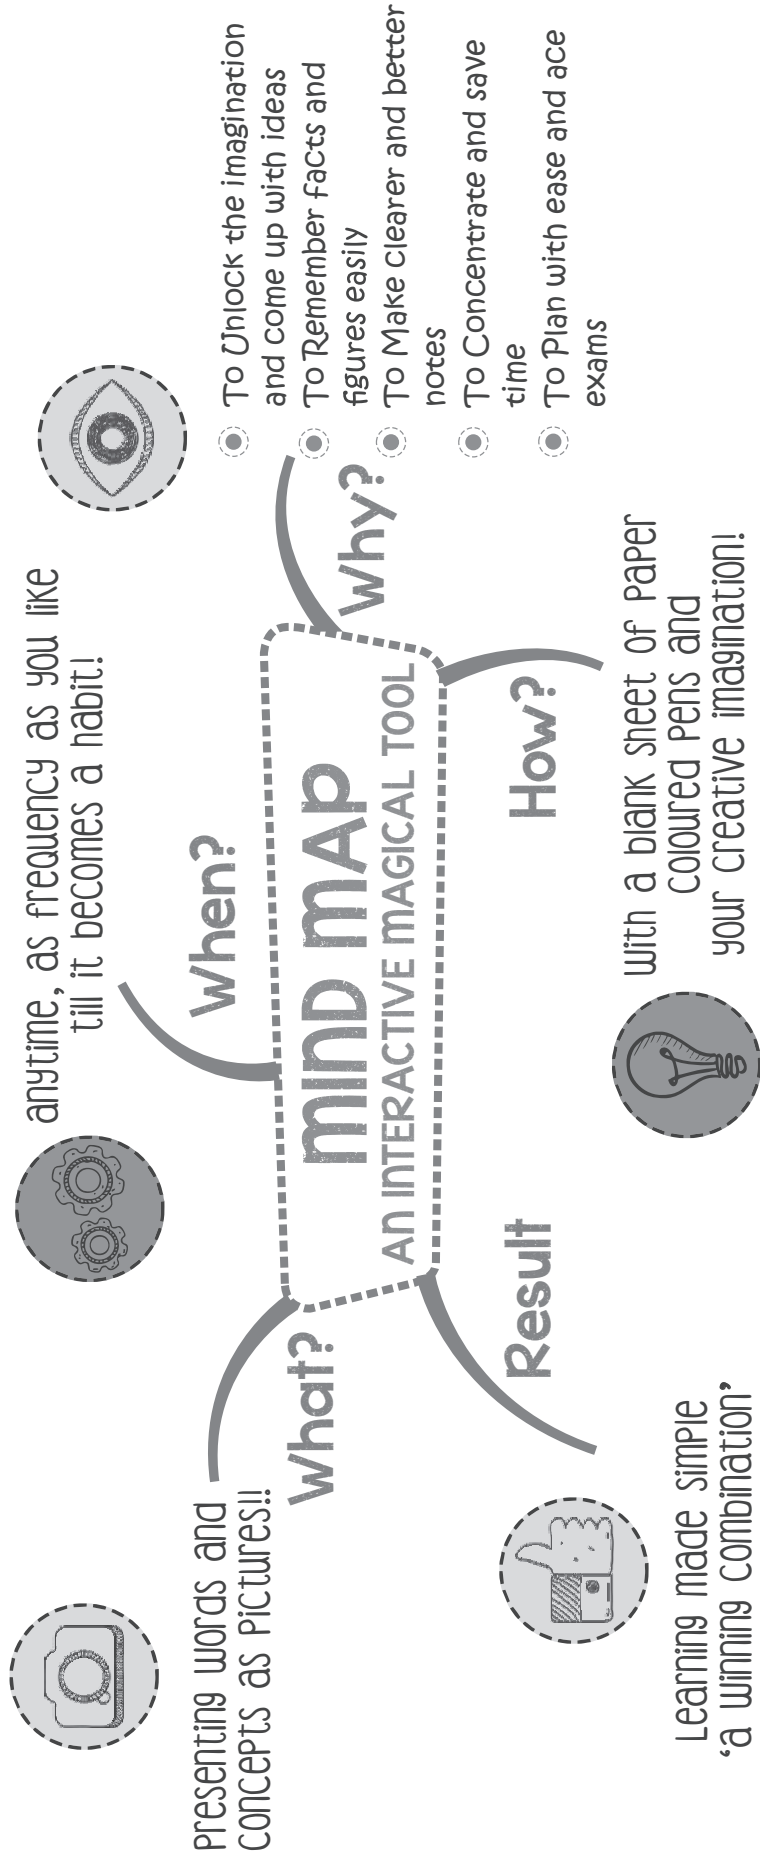 MIND MAP
AN INTERACTIVE MAGICAL TOOL
What?
Presenting words and
concepts as pictures!!
When?
anytime, as frequency as you like
till it becomes a habit!
Why?
To Unlock the imagination
and come up with ideas
To Remember facts and
figures easily
To Make clearer and better
notes
To Concentrate and save
time
To Plan with ease and ace
exams
How?
With a blank sheet of paper
coloured pens and
your creative imagination!
Result
Learning made simple
‘a winning combination’